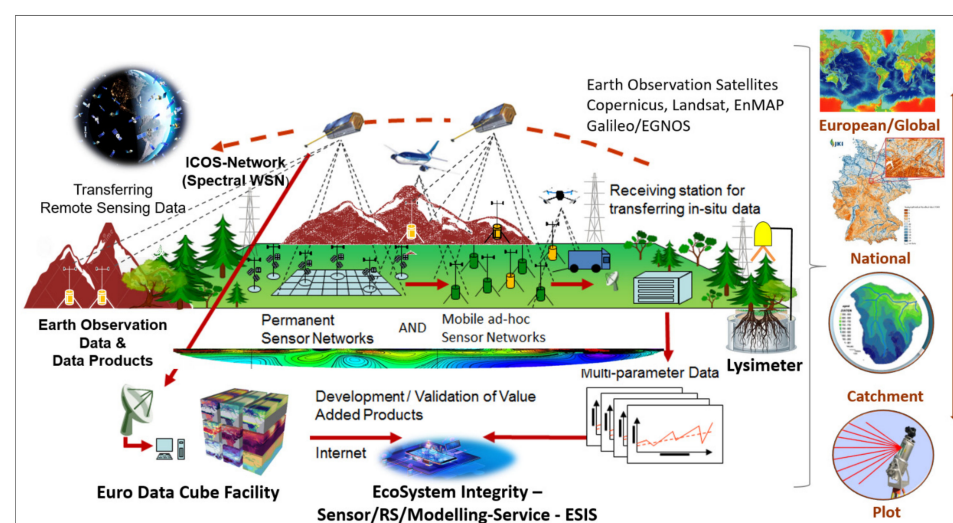 Earth Observation Satellites
Copernicus, Landsat, EnMAP
Galileo/EGNOS
European/Global
ICOS-Network
(Spectral WSN)
Transferring
Remote Sensing Data
Receiving station for
transferring in-situ data
National
Earth Observation
Data &
Data Products
Permanent
Sensor Networks
AND
Mobile ad-hoc
Sensor Networks
Lysimeter
Multi-parameter Data
Development / Validation of Value
Added Products
Internet
Catchment
Euro Data Cube Facility
EcoSystem Integrity –
Sensor/RS/Modelling-Service - ESIS
Plot